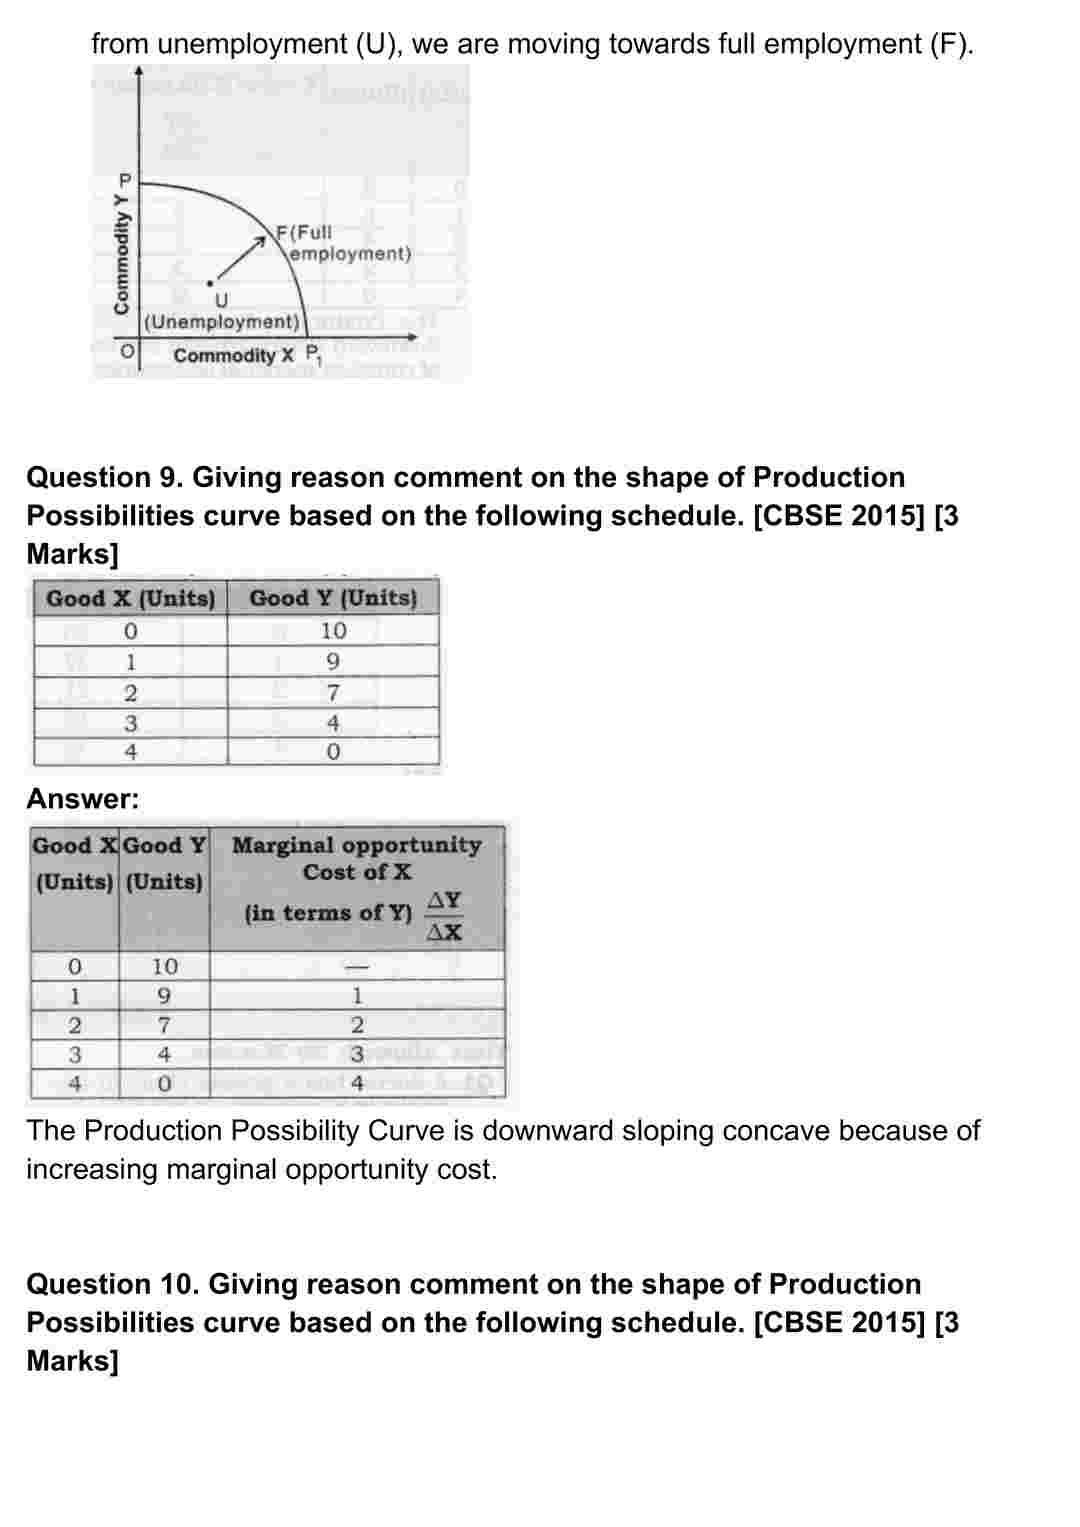 from unemployment (U), we are moving towards full employment (F).
P
Commodity Y
F(Full
employment)
U
(Unemployment)
O
Commodity X P₁
Question 9. Giving reason comment on the shape of Production
Possibilities curve based on the following schedule. [CBSE 2015] [3
Marks]
Good X (Units) Good Y (Units)
0 10
1 9
2 7
3 4
4 0
Answer:
Good X Good Y Marginal opportunity
Cost of X
(Units) (Units)
(in terms of Y) ΔY
ΔX
0 10 —
1 9 1
2 7 2
3 4 3
4 0 4
The Production Possibility Curve is downward sloping concave because of
increasing marginal opportunity cost.
Question 10. Giving reason comment on the shape of Production
Possibilities curve based on the following schedule. [CBSE 2015] [3
Marks]